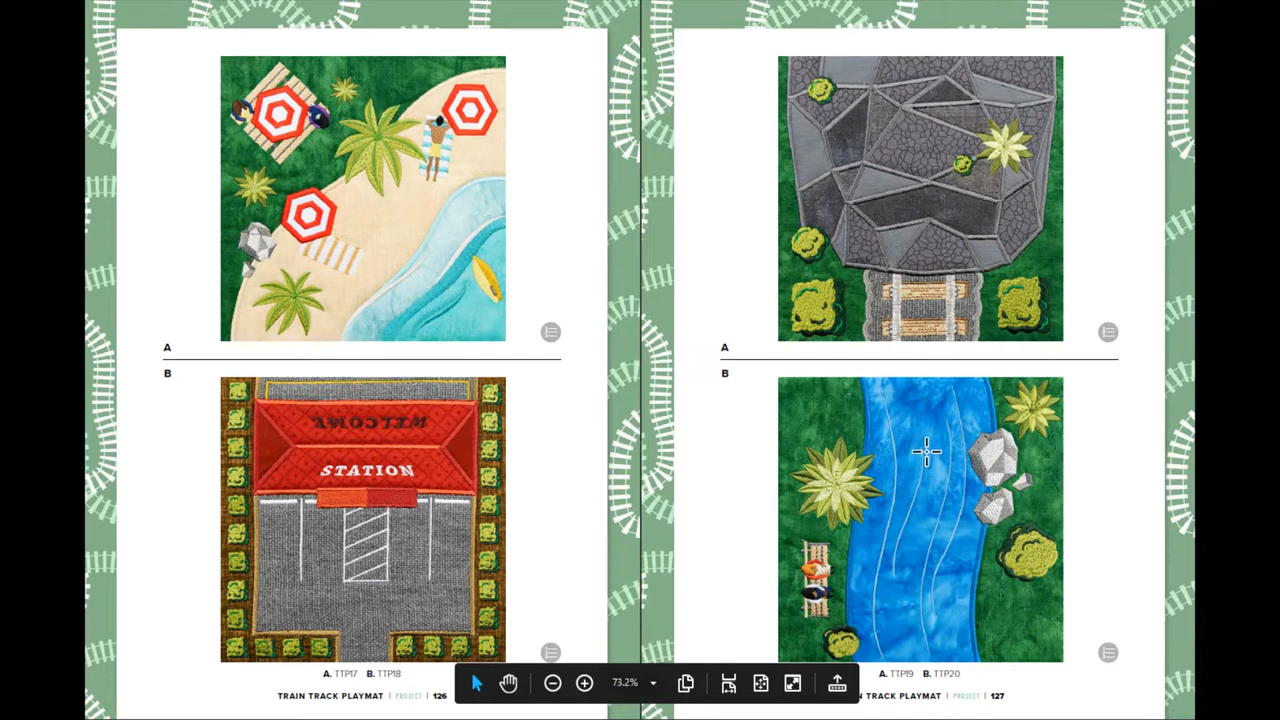 A
B
WELCOME
STATION
A. TTP17 B. TTP18
TRAIN TRACK PLAYMAT | PROJECT | 126
A
B
A. TTP19 B. TTP20
TRACK PLAYMAT | PROJECT | 127
73.2%